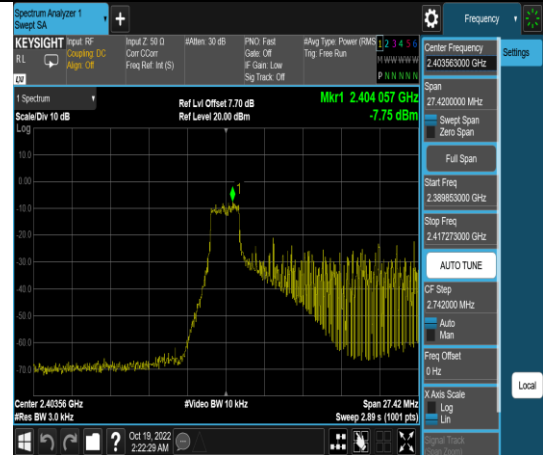 Spectrum Analyzer 1
Swept SA
+
Frequency
KEYSIGHT
Input: RF
Coupling: DC
Align: Off
Input Z: 50 Ω
Corr CCorr
Freq Ref: Int (S)
#Atten: 30 dB
PNO: Fast
Gate: Off
IF Gain: Low
Sig Track: Off
#Avg Type: Power (RMS
Trig: Free Run
1 2 3 4 5 6
M W W W W W
P N N N N N
RL
LXI
Center Frequency
2.403563000 GHz
Settings
Span
27.4200000 MHz
Swept Span
Zero Span
Full Span
Start Freq
2.389853000 GHz
Stop Freq
2.417273000 GHz
AUTO TUNE
CF Step
2.742000 MHz
Auto
Man
Freq Offset
0 Hz
X Axis Scale
Log
Lin
Local
Signal Track
(Span Zoom)
1 Spectrum
Scale/Div 10 dB
Log
Ref Lvl Offset 7.70 dB
Ref Level 20.00 dBm
Mkr1 2.404 057 GHz
-7.75 dBm
10.0
0.00
-10.0
-20.0
-30.0
-40.0
-50.0
-60.0
-70.0
1
Center 2.40356 GHz
#Res BW 3.0 kHz
#Video BW 10 kHz
Span 27.42 MHz
Sweep 2.89 s (1001 pts)
?
Oct 19, 2022
2:22:29 AM